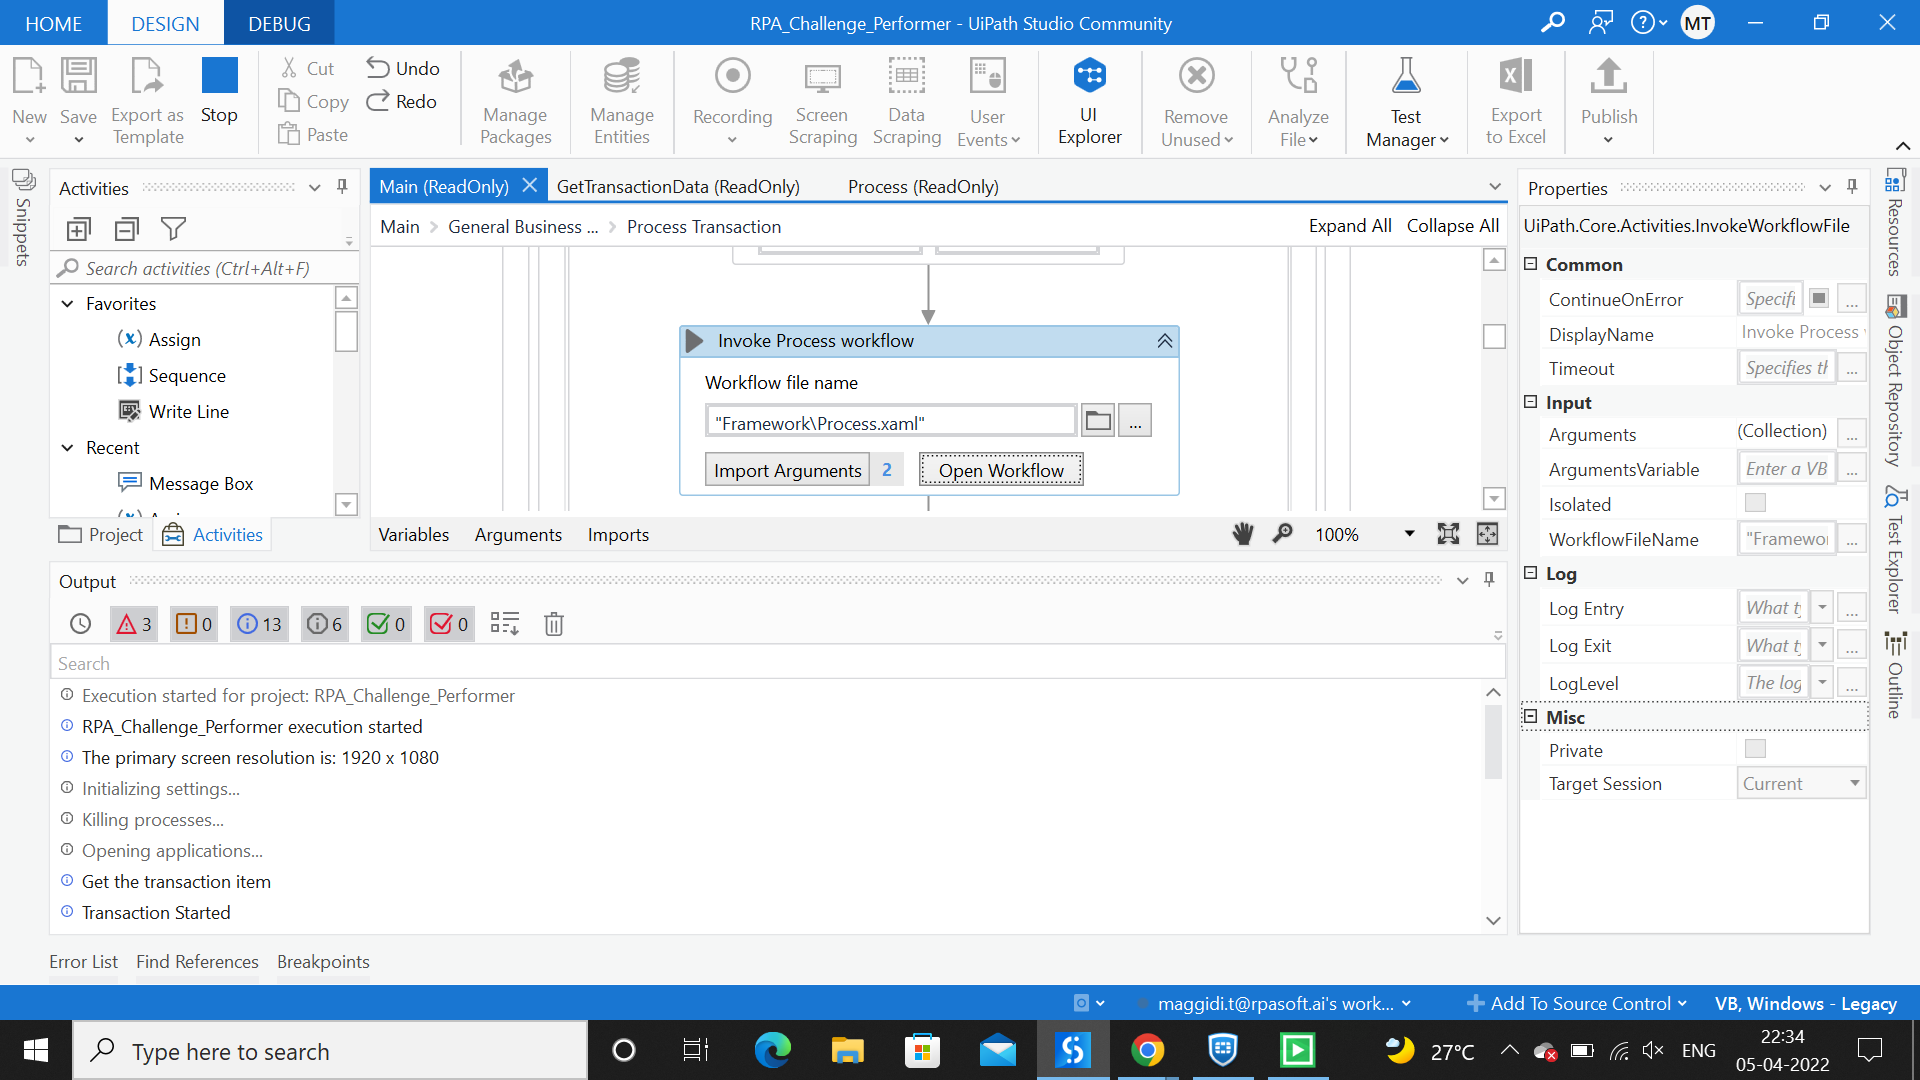 HOME DESIGN DEBUG RPA_Challenge_Performer - UiPath Studio Community MT
New Save Export as Template Stop Cut Copy Paste Undo Redo Manage Packages Manage Entities Recording Screen Scraping Data Scraping User Events UI Explorer Remove Unused Analyze File Test Manager Export to Excel Publish
Snippets
Activities
Search activities (Ctrl+Alt+F)
Favorites
Assign
Sequence
Write Line
Recent
Message Box
Project Activities
Main (ReadOnly) GetTransactionData (ReadOnly) Process (ReadOnly)
Main > General Business ... > Process Transaction Expand All Collapse All
Invoke Process workflow
Workflow file name
"Framework\Process.xaml" ...
Import Arguments 2 Open Workflow
Variables Arguments Imports 100%
Output
3 0 13 6 0 0
Search
Execution started for project: RPA_Challenge_Performer
RPA_Challenge_Performer execution started
The primary screen resolution is: 1920 x 1080
Initializing settings...
Killing processes...
Opening applications...
Get the transaction item
Transaction Started
Error List Find References Breakpoints
Properties
UiPath.Core.Activities.InvokeWorkflowFile
Common
ContinueOnError Specifi ...
DisplayName Invoke Process
Timeout Specifies th ...
Input
Arguments (Collection) ...
ArgumentsVariable Enter a VB ...
Isolated
WorkflowFileName "Framewor ...
Log
Log Entry What ty ...
Log Exit What ty ...
LogLevel The log ...
Misc
Private
Target Session Current
Resources
Object Repository
Test Explorer
Outline
maggidi.t@rpasoft.ai's work... Add To Source Control VB, Windows - Legacy
Type here to search 27°C ENG 22:34
05-04-2022